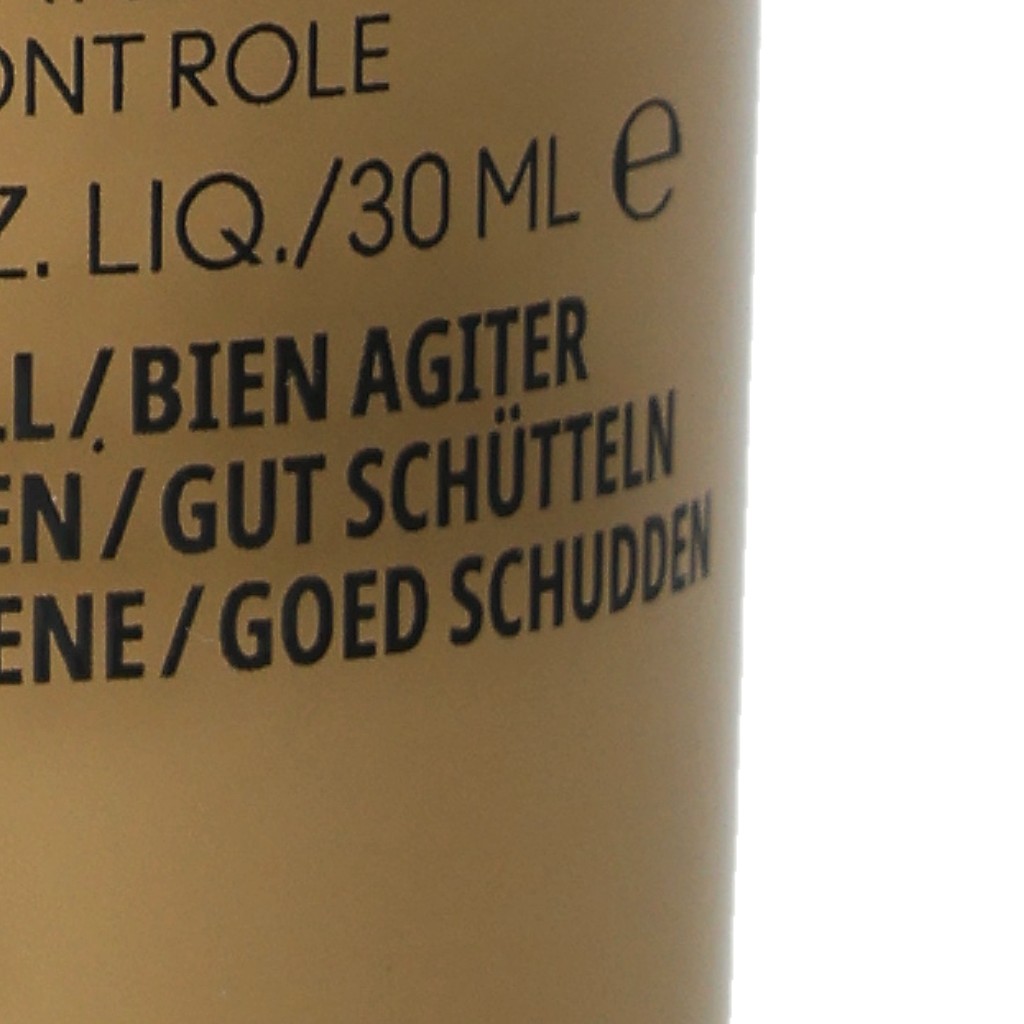 ONT ROLE
Z. LIQ./30 ML e
LL/BIEN AGITER
EN/GUT SCHÜTTELN
ENE/GOED SCHUDDEN